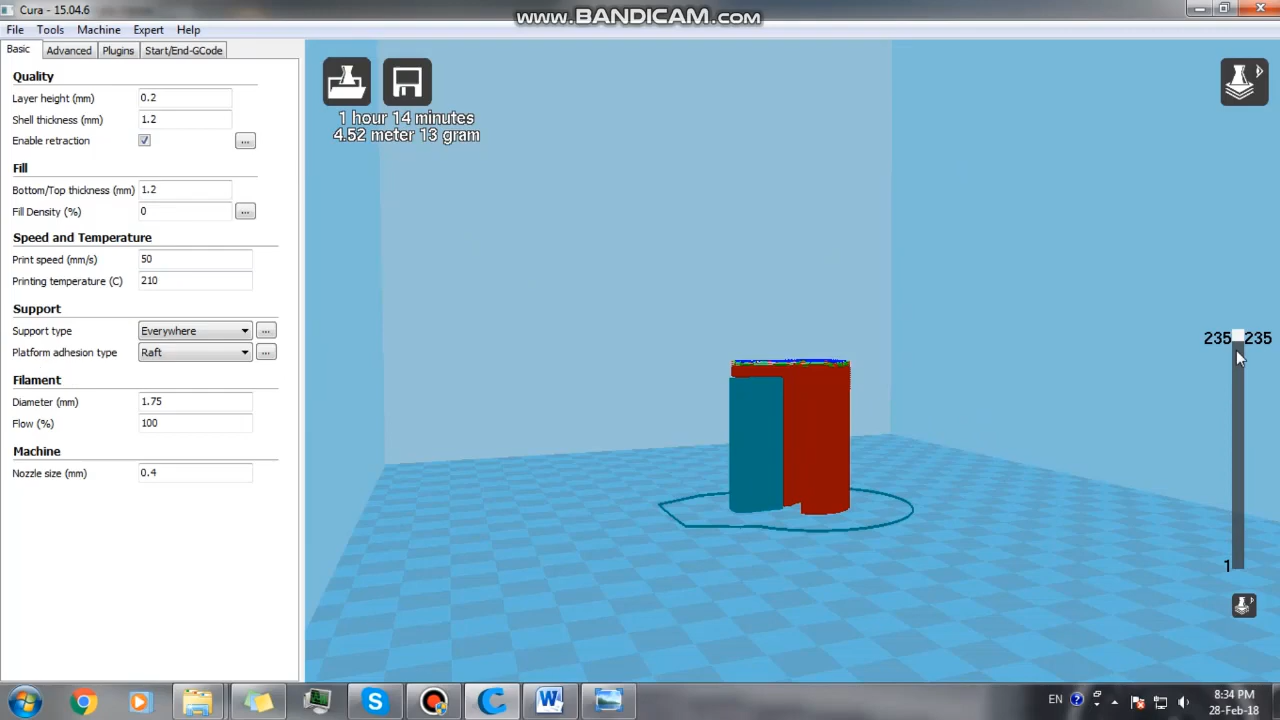 Cura - 15.04.6
www.BANDICAM.com
File Tools Machine Expert Help
Basic Advanced Plugins Start/End-GCode
Quality
Layer height (mm) 0.2
Shell thickness (mm) 1.2
Enable retraction ...
Fill
Bottom/Top thickness (mm) 1.2
Fill Density (%) 0 ...
Speed and Temperature
Print speed (mm/s) 50
Printing temperature (C) 210
Support
Support type Everywhere ...
Platform adhesion type Raft ...
Filament
Diameter (mm) 1.75
Flow (%) 100
Machine
Nozzle size (mm) 0.4
1 hour 14 minutes
4.52 meter 13 gram
235 235
1
EN
8:34 PM
28-Feb-18